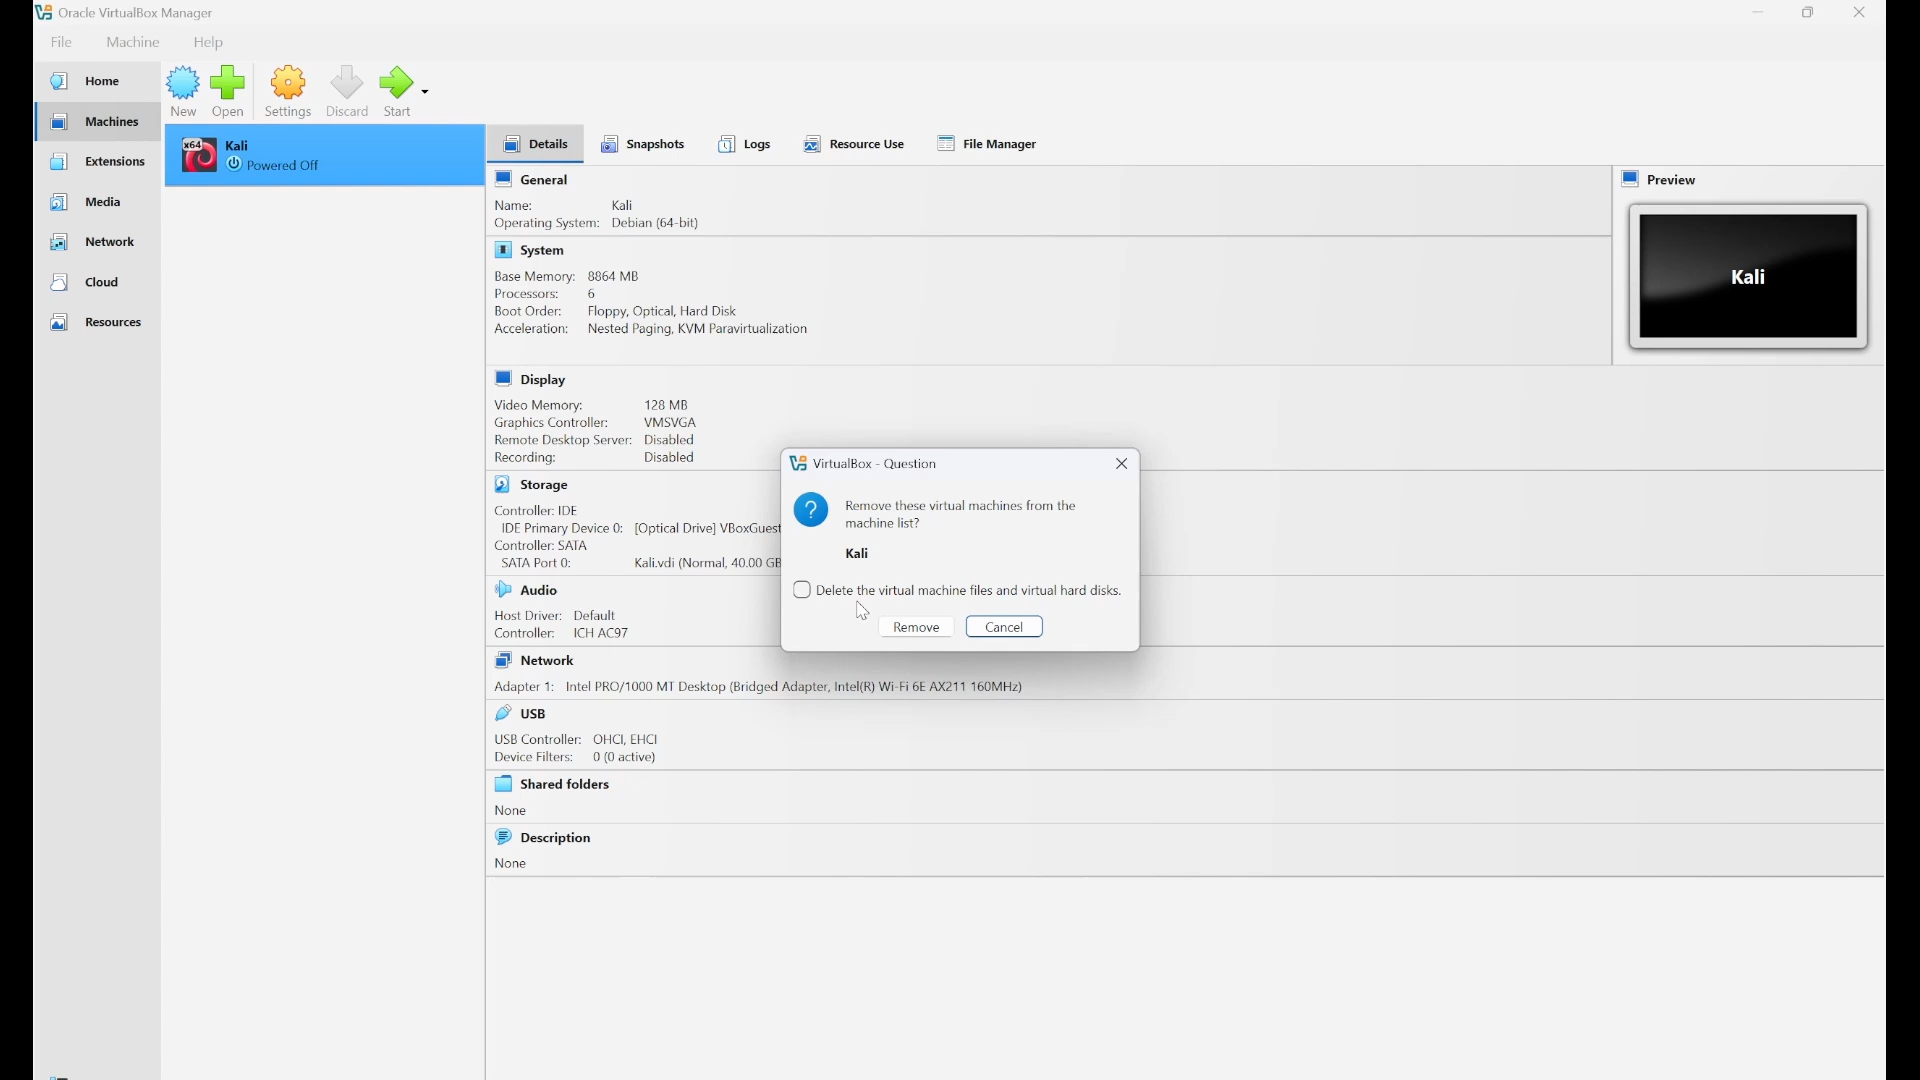 Oracle VirtualBox Manager
File Machine Help
Home
Machines
Extensions
Media
Network
Cloud
Resources
New Open Settings Discard Start
x64
Kali
Powered Off
Details Snapshots Logs Resource Use File Manager
General
Name: Kali
Operating System: Debian (64-bit)
System
Base Memory: 8864 MB
Processors: 6
Boot Order: Floppy, Optical, Hard Disk
Acceleration: Nested Paging, KVM Paravirtualization
Preview
Kali
Display
Video Memory: 128 MB
Graphics Controller: VMSVGA
Remote Desktop Server: Disabled
Recording: Disabled
Storage
Controller: IDE
IDE Primary Device 0: [Optical Drive] VBoxGuest
Controller: SATA
SATA Port 0: Kali.vdi (Normal, 40.00 GB
Audio
Host Driver: Default
Controller: ICH AC97
Network
Adapter 1: Intel PRO/1000 MT Desktop (Bridged Adapter, Intel(R) Wi-Fi 6E AX211 160MHz)
USB
USB Controller: OHCI, EHCI
Device Filters: 0 (0 active)
Shared folders
None
Description
None
VirtualBox - Question
?
Remove these virtual machines from the
machine list?
Kali
Delete the virtual machine files and virtual hard disks.
Remove Cancel